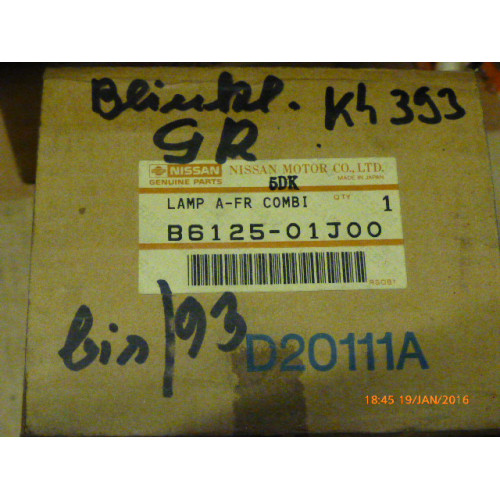 Blinkl.
Kh 393
GR
NISSAN NISSAN MOTOR CO., LTD.
GENUINE PARTS MADE IN JAPAN
5DK
LAMP A-FR COMBI QTY 1
B6125-01J00
bis/93
D20111A
18:45 19/JAN/2016